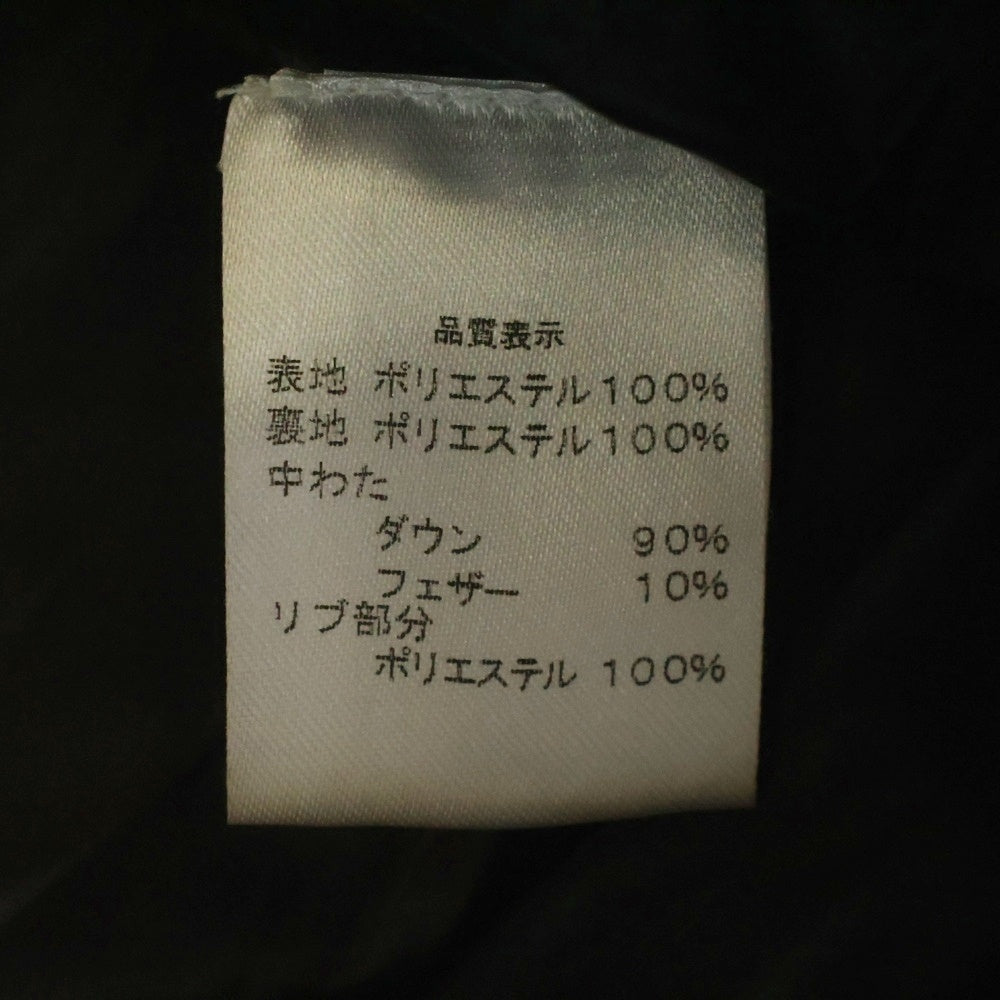 品質表示
表地 ポリエステル100%
裏地 ポリエステル100%
中わた
ダウン 90%
フェザー 10%
リブ部分
ポリエステル 100%